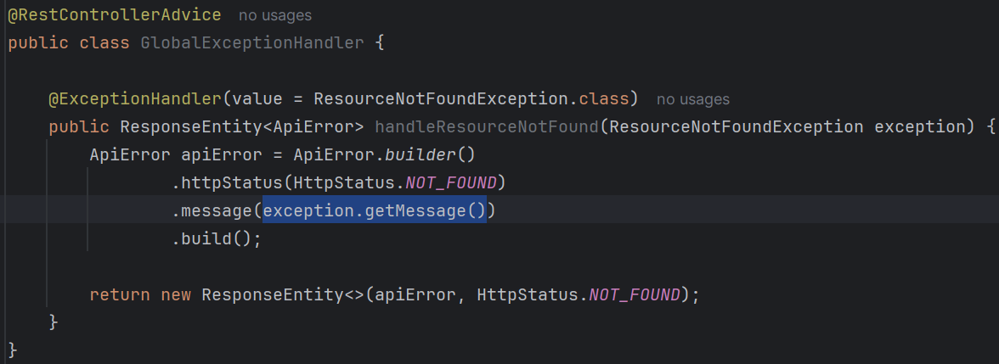 @RestControllerAdvice no usages
public class GlobalExceptionHandler {
@ExceptionHandler(value = ResourceNotFoundException.class) no usages
public ResponseEntity<ApiError> handleResourceNotFound(ResourceNotFoundException exception) {
ApiError apiError = ApiError.builder()
.httpStatus(HttpStatus.NOT_FOUND)
.message(exception.getMessage())
.build();
return new ResponseEntity<>(apiError, HttpStatus.NOT_FOUND);
}
}